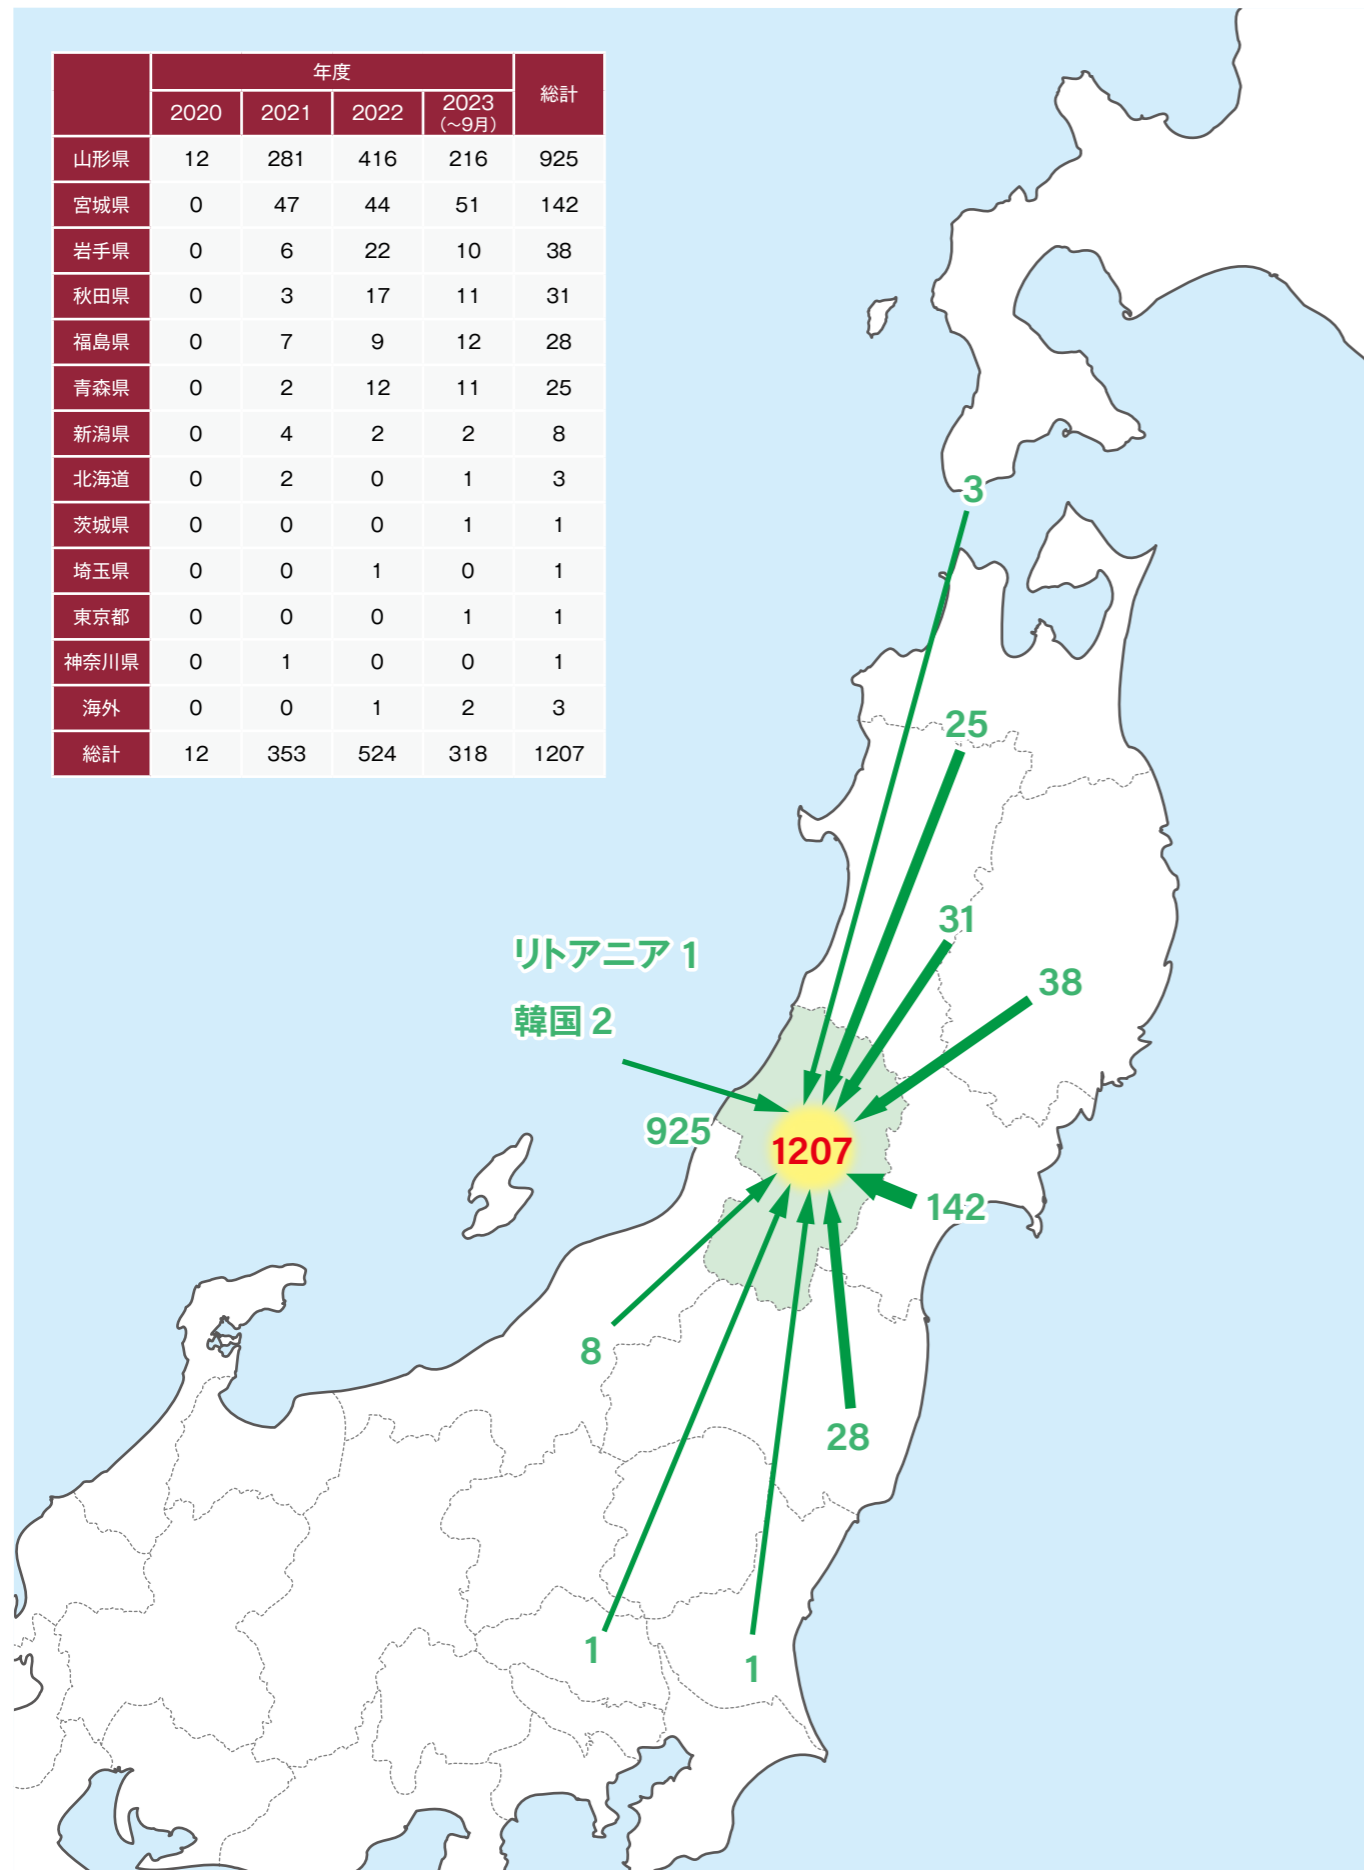 年度 総計
2020 2021 2022 2023 (~9月)
山形県 12 281 416 216 925
宮城県 0 47 44 51 142
岩手県 0 6 22 10 38
秋田県 0 3 17 11 31
福島県 0 7 9 12 28
青森県 0 2 12 11 25
新潟県 0 4 2 2 8
北海道 0 2 0 1 3
茨城県 0 0 0 1 1
埼玉県 0 0 1 0 1
東京都 0 0 0 1 1
神奈川県 0 1 0 0 1
海外 0 0 1 2 3
総計 12 353 524 318 1207
3
25
31
38
リトアニア 1
韓国 2
925
1207
142
8
28
1
1